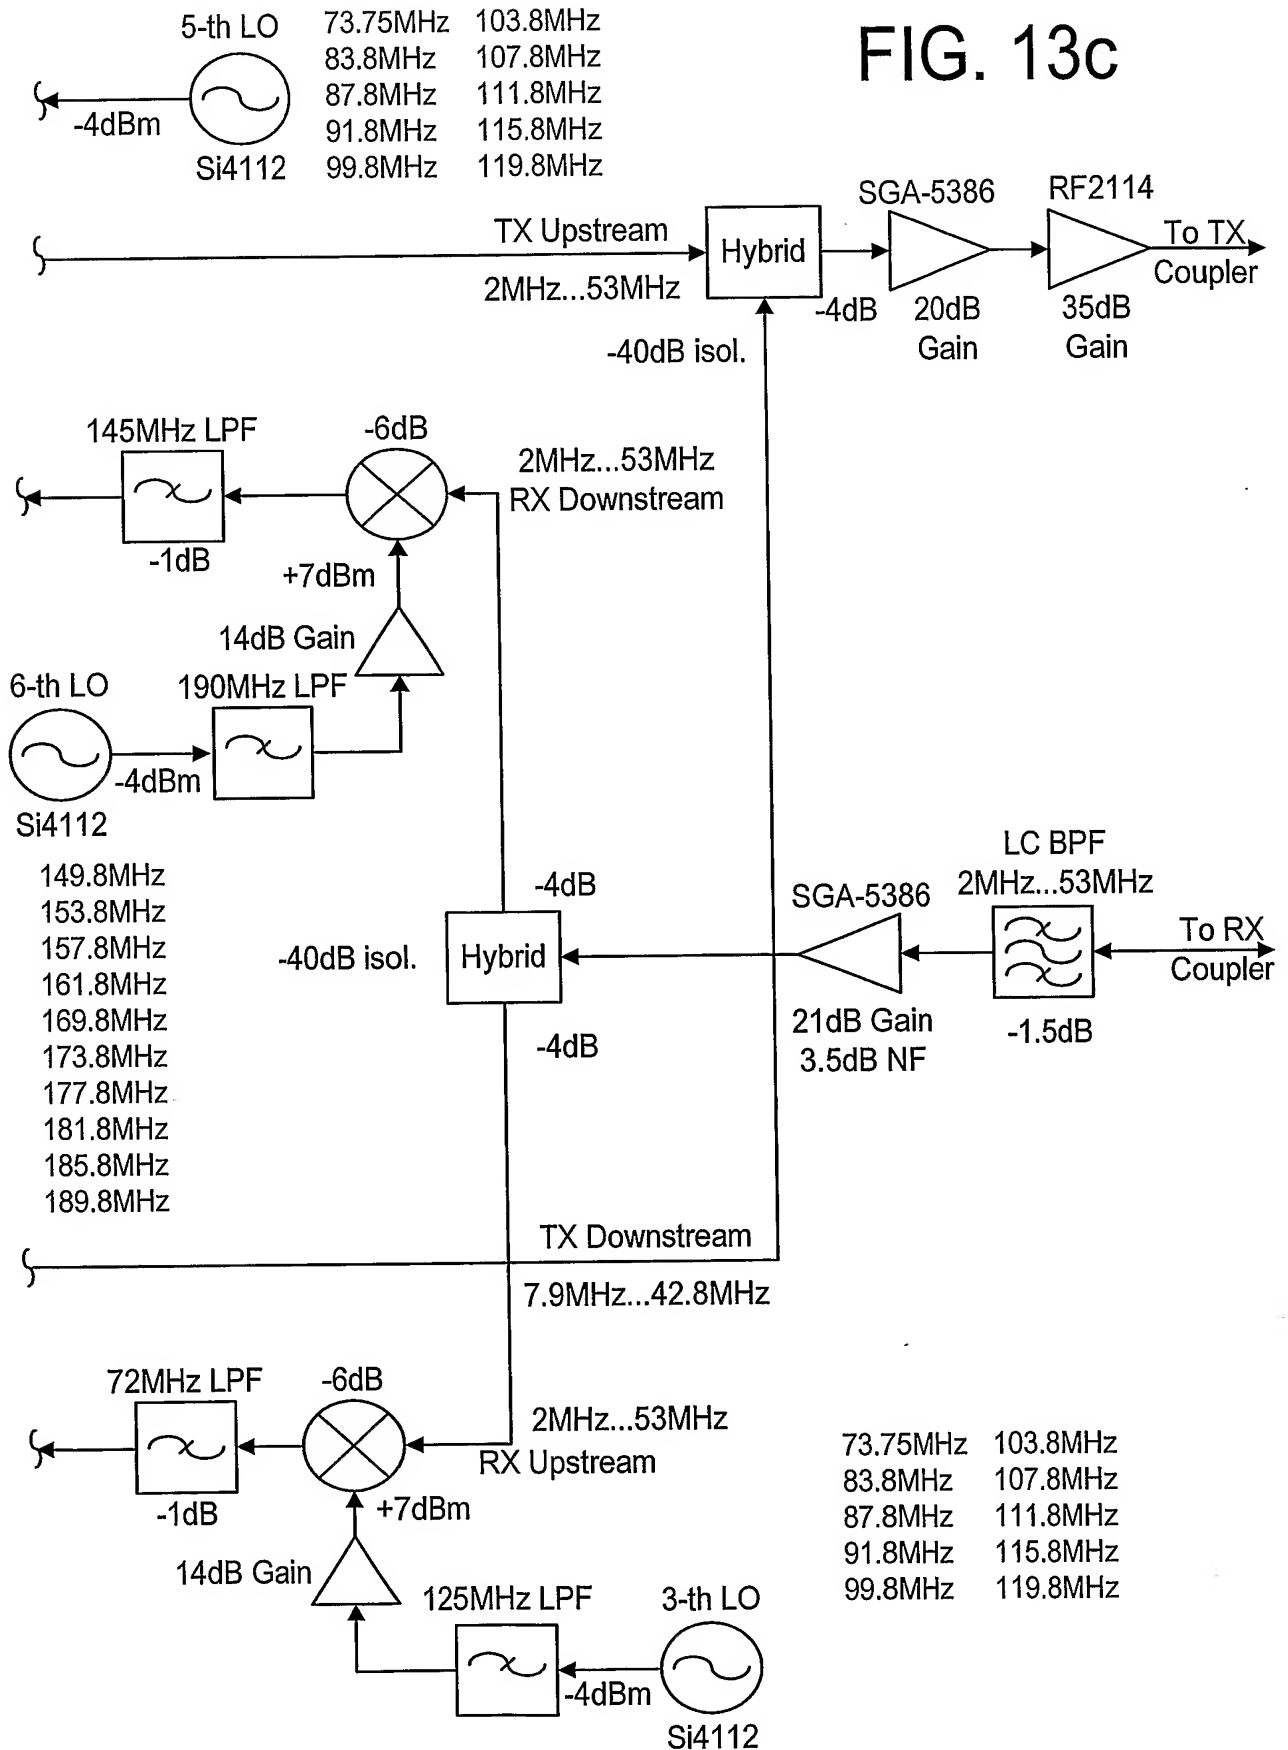 5-th LO
73.75MHz 103.8MHz
83.8MHz 107.8MHz
87.8MHz 111.8MHz
91.8MHz 115.8MHz
99.8MHz 119.8MHz
-4dBm
Si4112
FIG. 13c
TX Upstream
2MHz...53MHz
Hybrid
-4dB
-40dB isol.
SGA-5386
20dB
Gain
RF2114
35dB
Gain
To TX
Coupler
145MHz LPF
-1dB
-6dB
2MHz...53MHz
RX Downstream
+7dBm
14dB Gain
6-th LO
190MHz LPF
-4dBm
Si4112
149.8MHz
153.8MHz
157.8MHz
161.8MHz
169.8MHz
173.8MHz
177.8MHz
181.8MHz
185.8MHz
189.8MHz
-4dB
-40dB isol.
Hybrid
-4dB
SGA-5386
21dB Gain
3.5dB NF
LC BPF
2MHz...53MHz
-1.5dB
To RX
Coupler
TX Downstream
7.9MHz...42.8MHz
72MHz LPF
-1dB
-6dB
2MHz...53MHz
RX Upstream
+7dBm
14dB Gain
125MHz LPF
-4dBm
3-th LO
Si4112
73.75MHz 103.8MHz
83.8MHz 107.8MHz
87.8MHz 111.8MHz
91.8MHz 115.8MHz
99.8MHz 119.8MHz